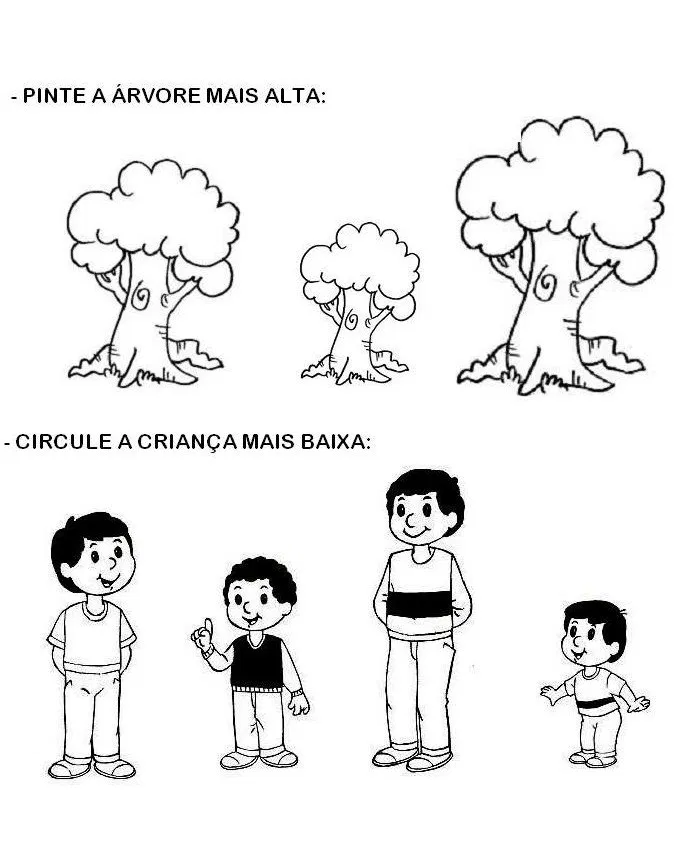 - PINTE A ÁRVORE MAIS ALTA:
- CIRCULE A CRIANÇA MAIS BAIXA: